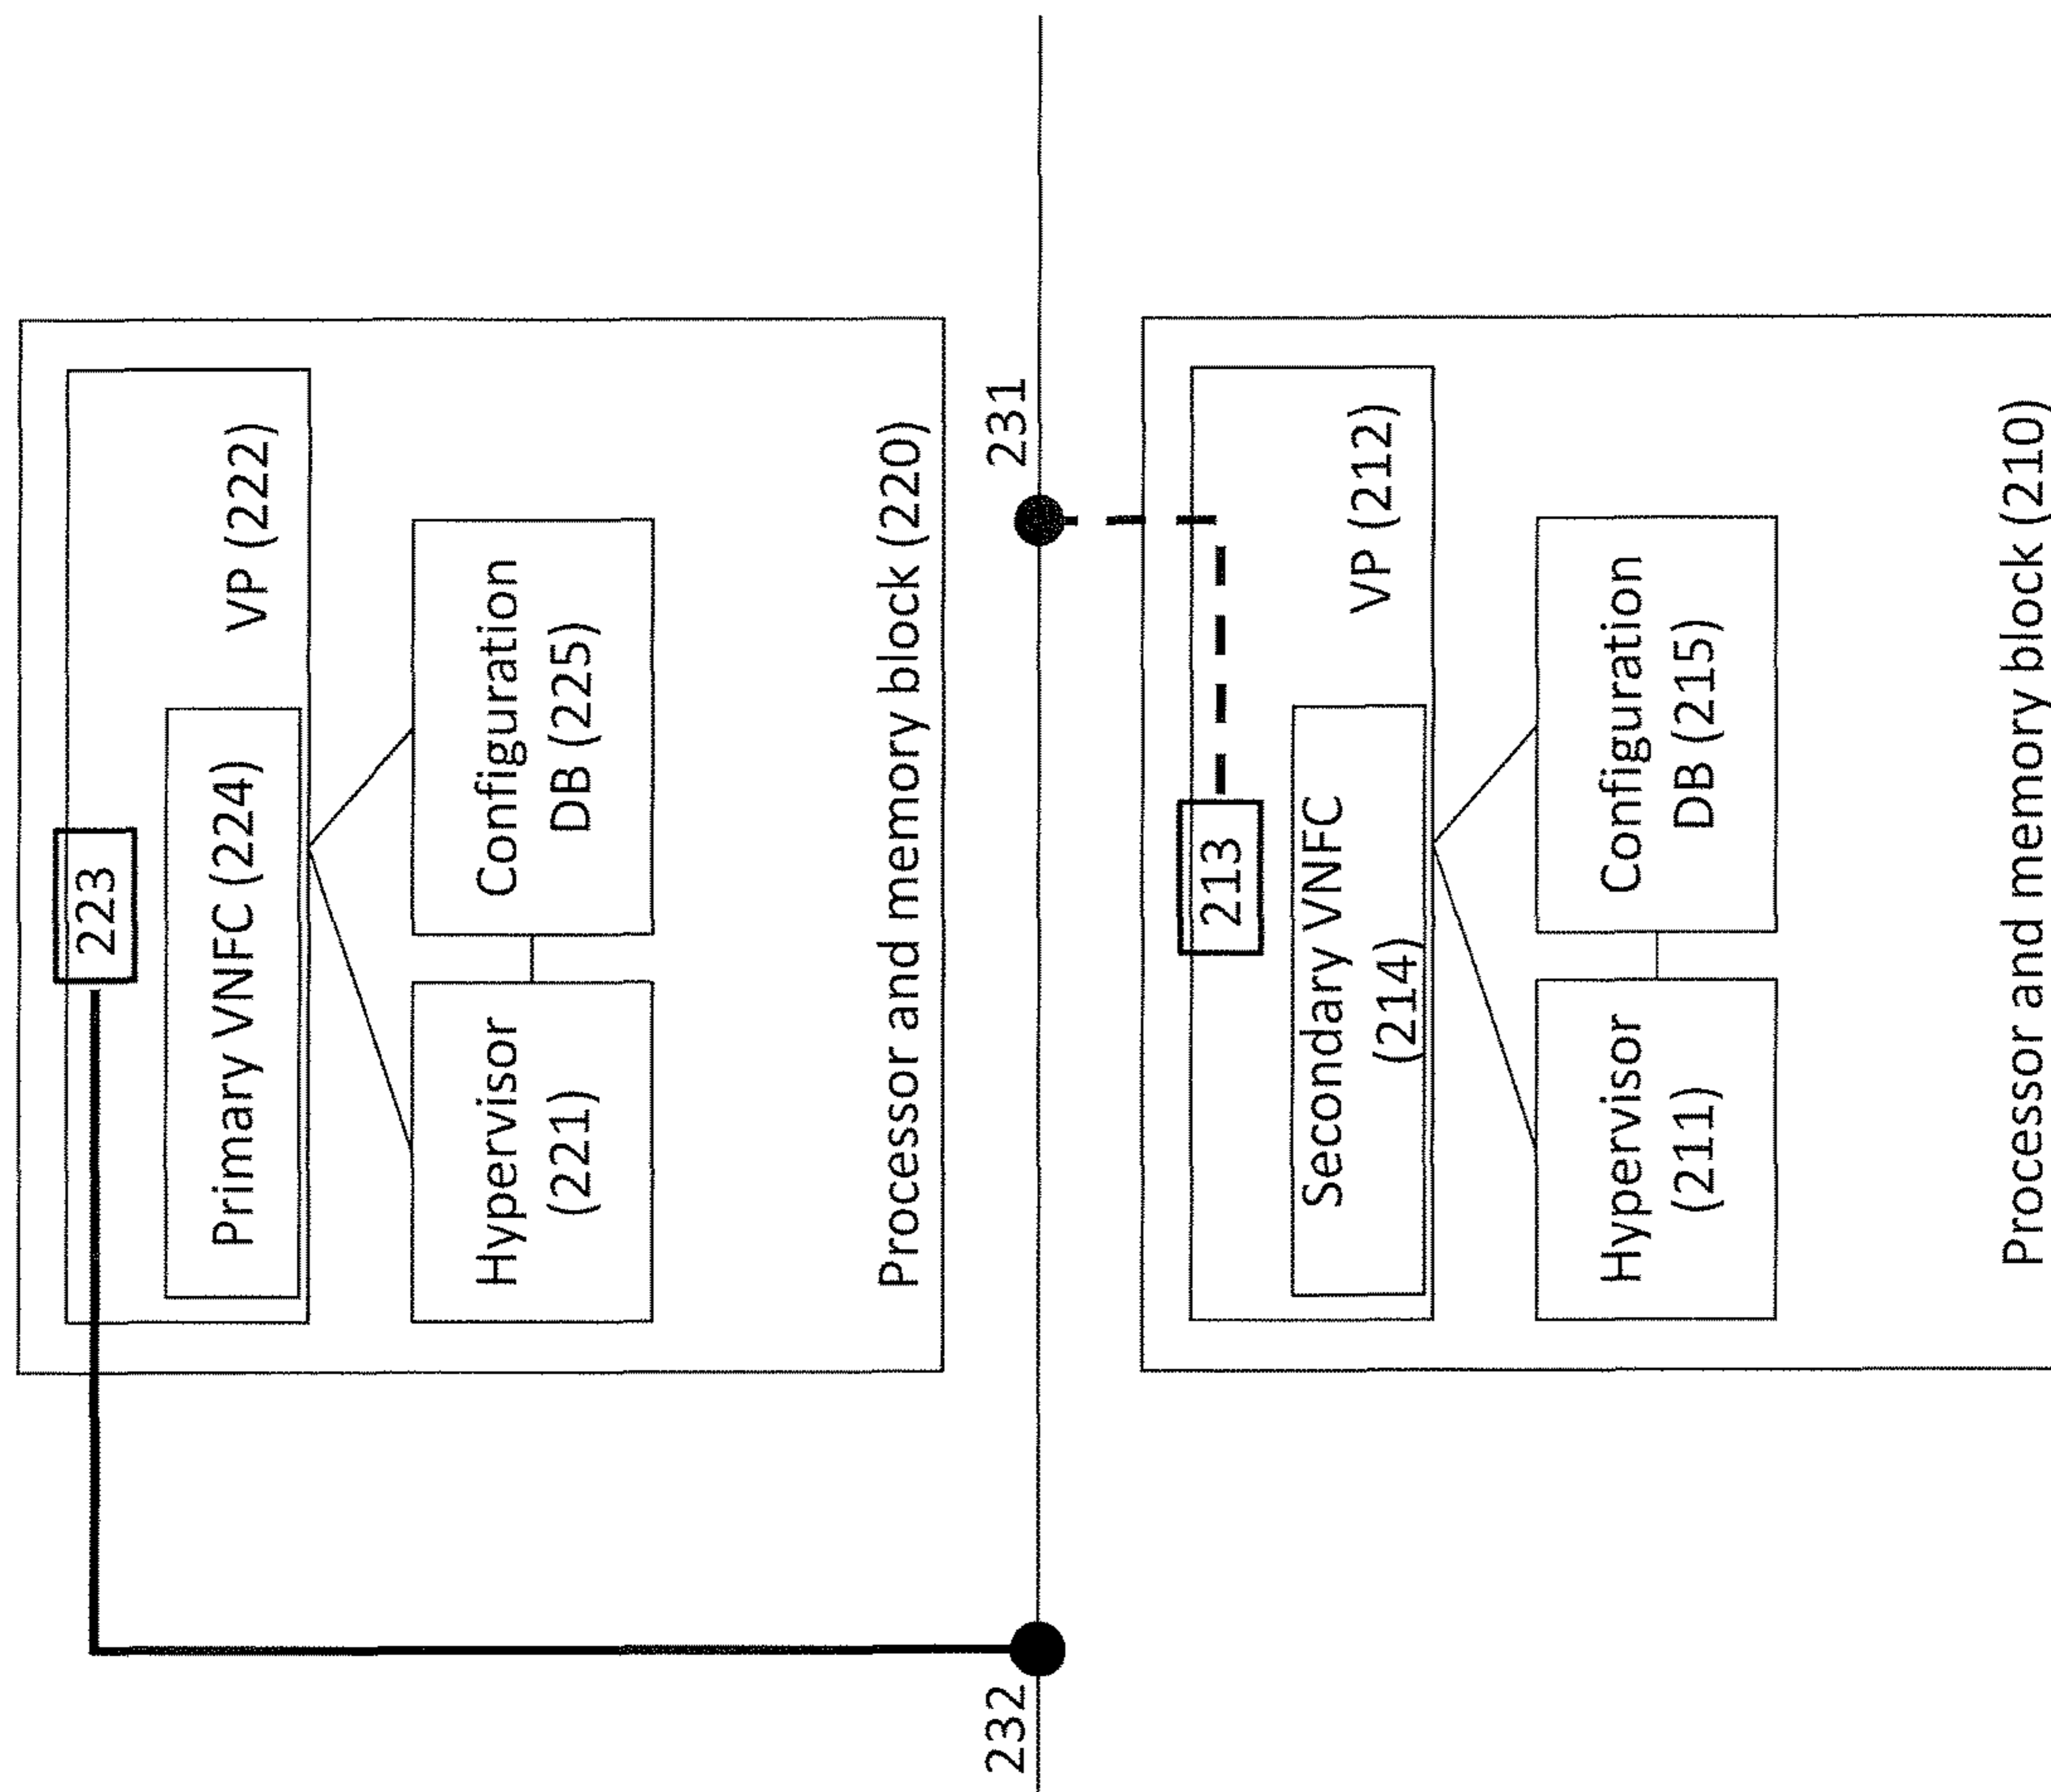 223
Primary VNFC (224)
VP (222)
Hypervisor
(221)
Configuration
DB (225)
Processor and memory block (220)
232
231
213
Secondary VNFC
(214)
VP (212)
Hypervisor
(211)
Configuration
DB (215)
Processor and memory block (210)